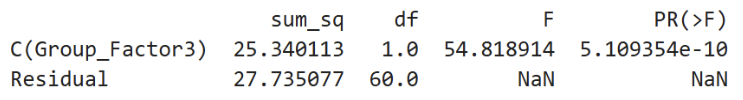 sum_sq df F PR(>F)
C(Group_Factor3) 25.340113 1.0 54.818914 5.109354e-10
Residual 27.735077 60.0 NaN NaN